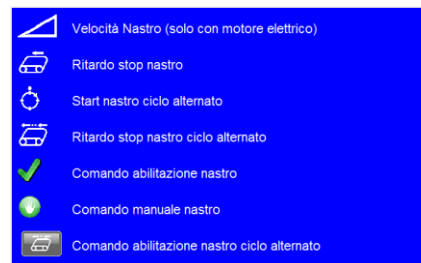 Velocità Nastro (solo con motore elettrico)
Ritardo stop nastro
Start nastro ciclo alternato
Ritardo stop nastro ciclo alternato
Comando abilitazione nastro
Comando manuale nastro
Comando abilitazione nastro ciclo alternato